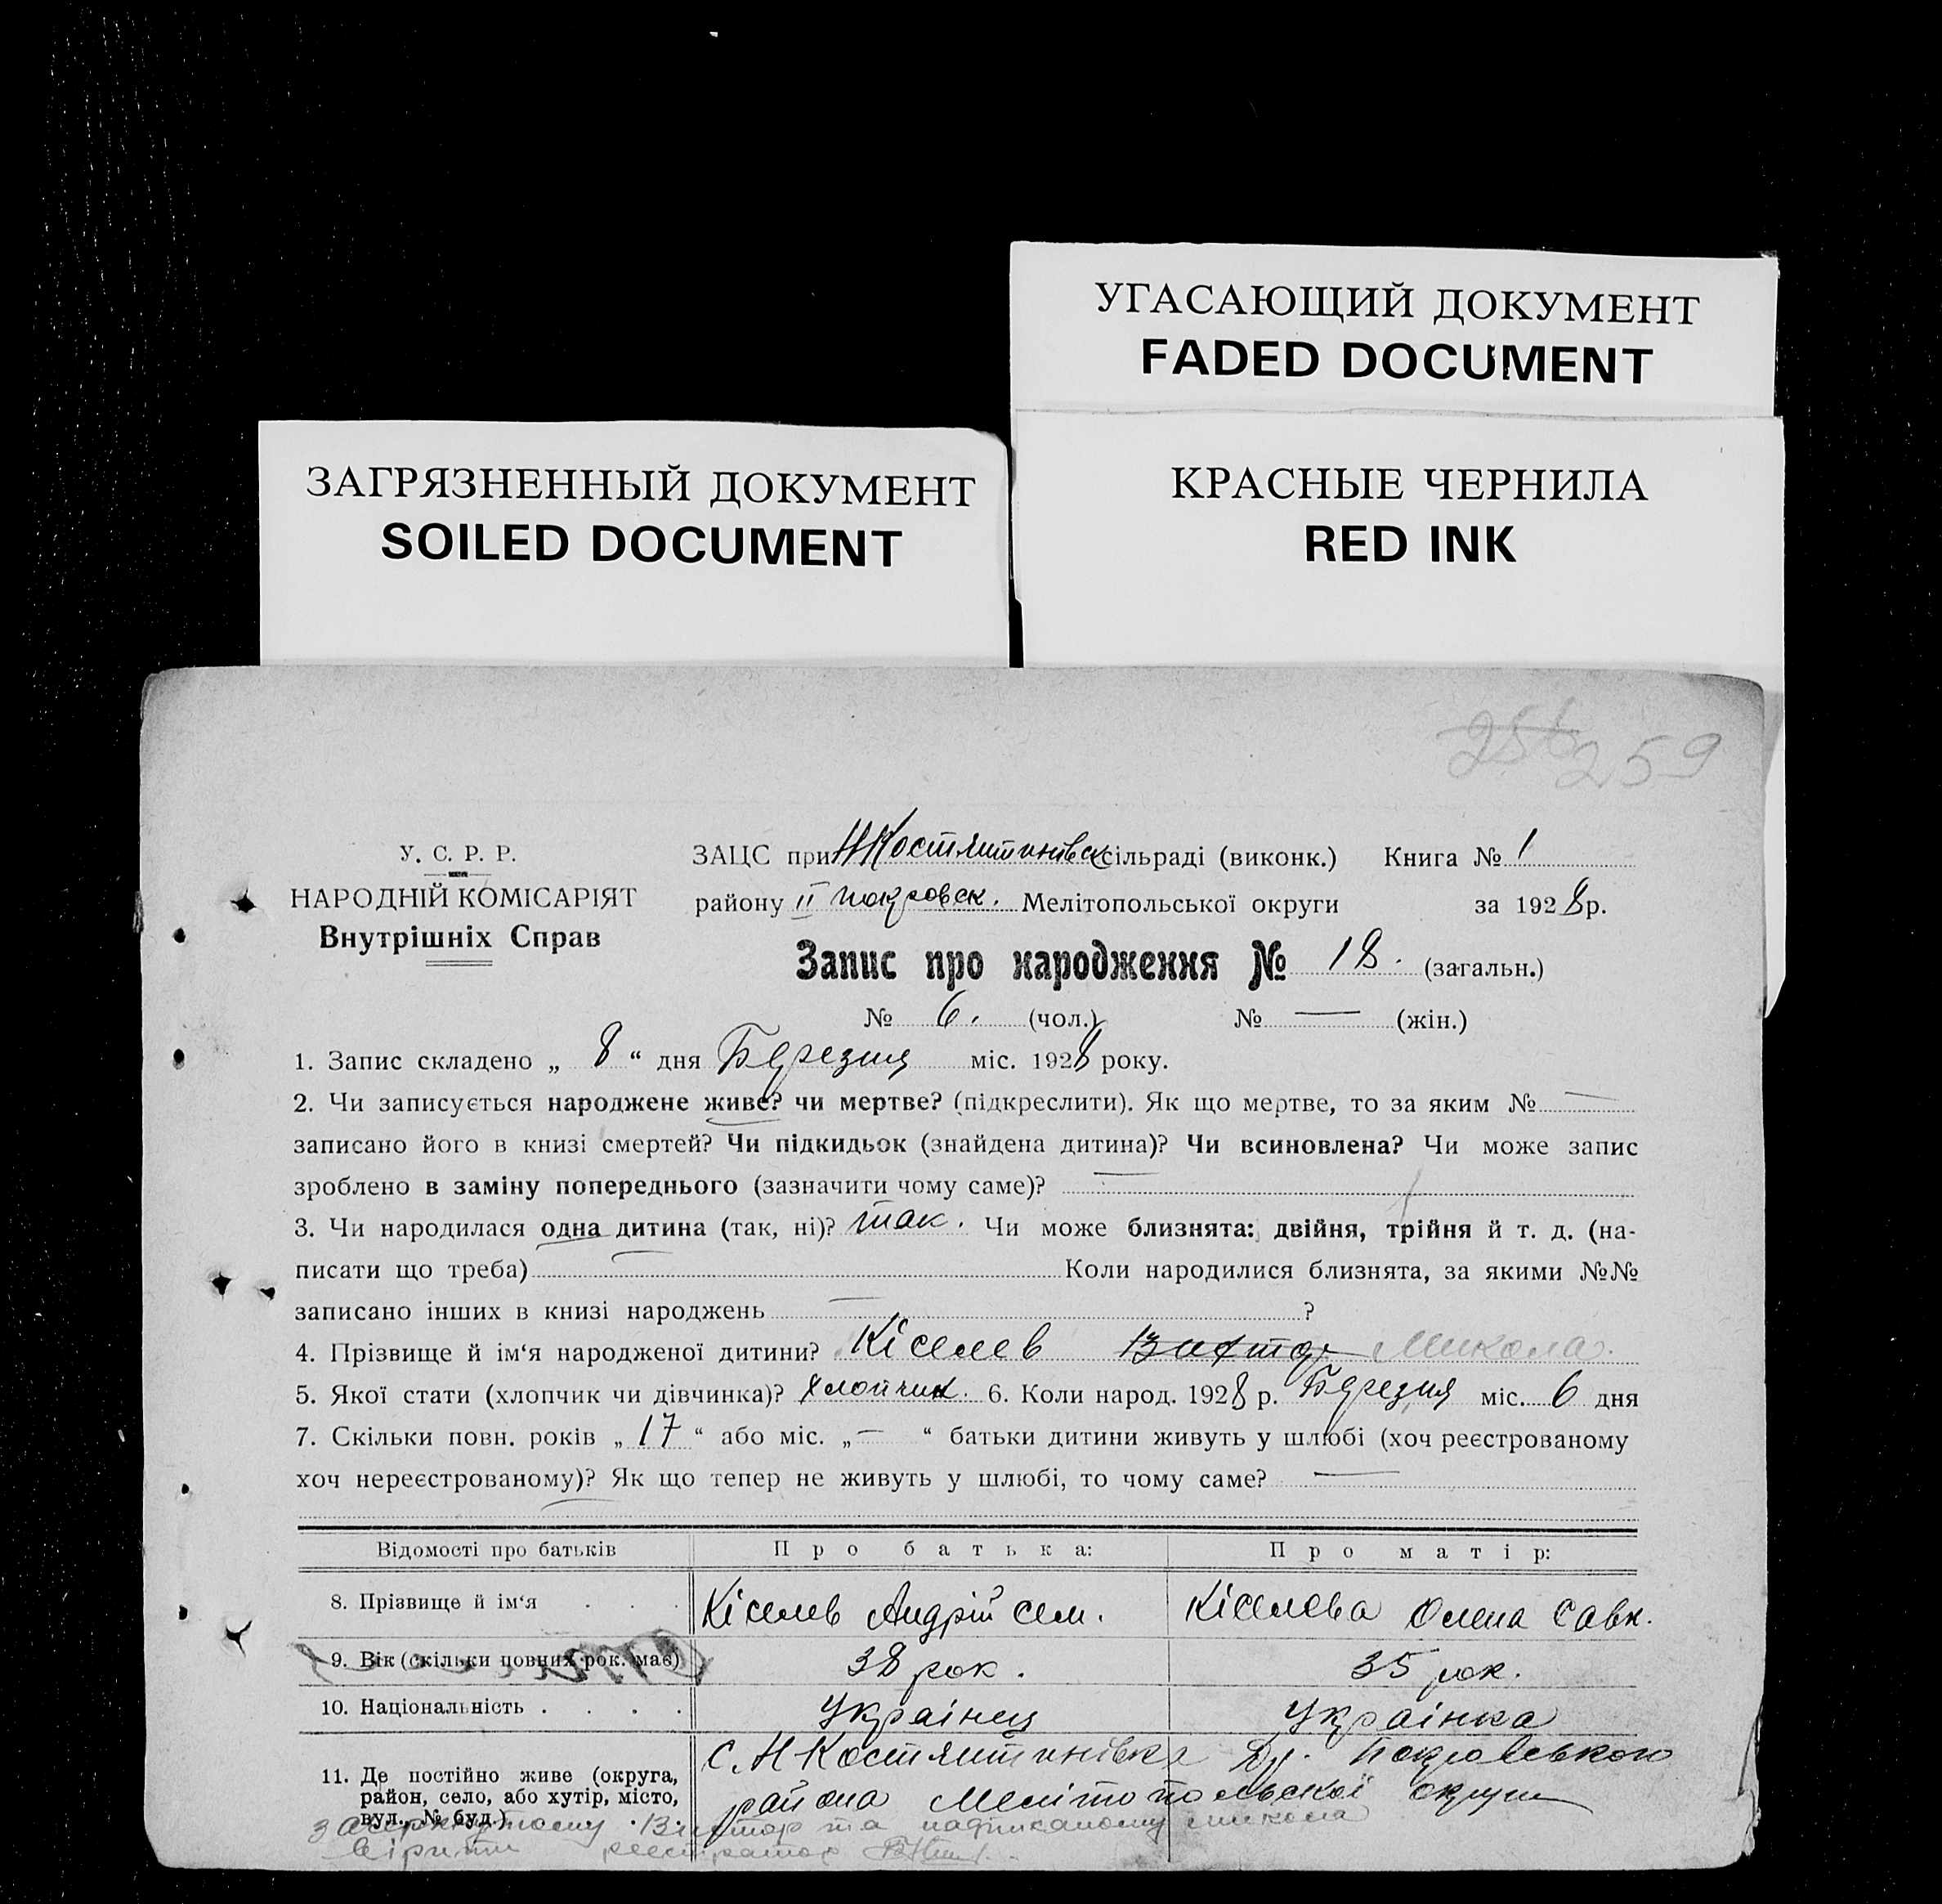 УГАСАЮЩИЙ ДОКУМЕНТ
FADED DOCUMENT
ЗАГРЯЗНЕННЫЙ ДОКУМЕНТ
SOILED DOCUMENT
КРАСНЫЕ ЧЕРНИЛА
RED INK
256 259
У. С. Р. Р.
НАРОДНІЙ КОМІСАРІЯТ
Внутрішніх Справ
ЗАЦС при Н Костянтинівск сільраді (виконк.) Книга № 1
району II покровск. Мелітопольської округи за 1928 р.
Запис про народження № 18. (загальн.)
№ 6. (чол.) № — (жін.)
1. Запис складено „ 8 “ дня Березня міс. 1928 року.
2. Чи записується народжене живе? чи мертве? (підкреслити). Як що мертве, то за яким № —
записано його в книзі смертей? Чи підкидьок (знайдена дитина)? Чи всиновлена? Чи може запис
зроблено в заміну попереднього (зазначити чому саме)? —
3. Чи народилася одна дитина (так, ні)? так. Чи може близнята: двійня, трійня й т. д. (на-
писати що треба) — Коли народилися близнята, за якими №№
записано інших в книзі народжень — ?
4. Прізвище й ім‘я народженої дитини? Кіселев Виктор Микола.
5. Якої стати (хлопчик чи дівчинка)? хлопчик. 6. Коли народ. 1928 р. Березня міс. 6 дня
7. Скільки повн. років „ 17 “ або міс. „ — “ батьки дитини живуть у шлюбі (хоч реєстрованому
хоч нереєстрованому)? Як що тепер не живуть у шлюбі, то чому саме? —
Відомості про батьків Про батька: Про матір:
8. Прізвище й ім‘я . . . Кіселев Андрій Сем. Кіселева Олена Савк.
9. Вік (скільки повних рок. має) 38 рок. 35 рок.
10. Національність . . . . Українец Українка
11. Де постійно живе (округа, район, село, або хутір, місто, вул., № буд.) . . .
С. Н Костянтинівка Др. Покровського
района Мелітопольскої округи
Віктор та надписаному микола
вірити реєстратор